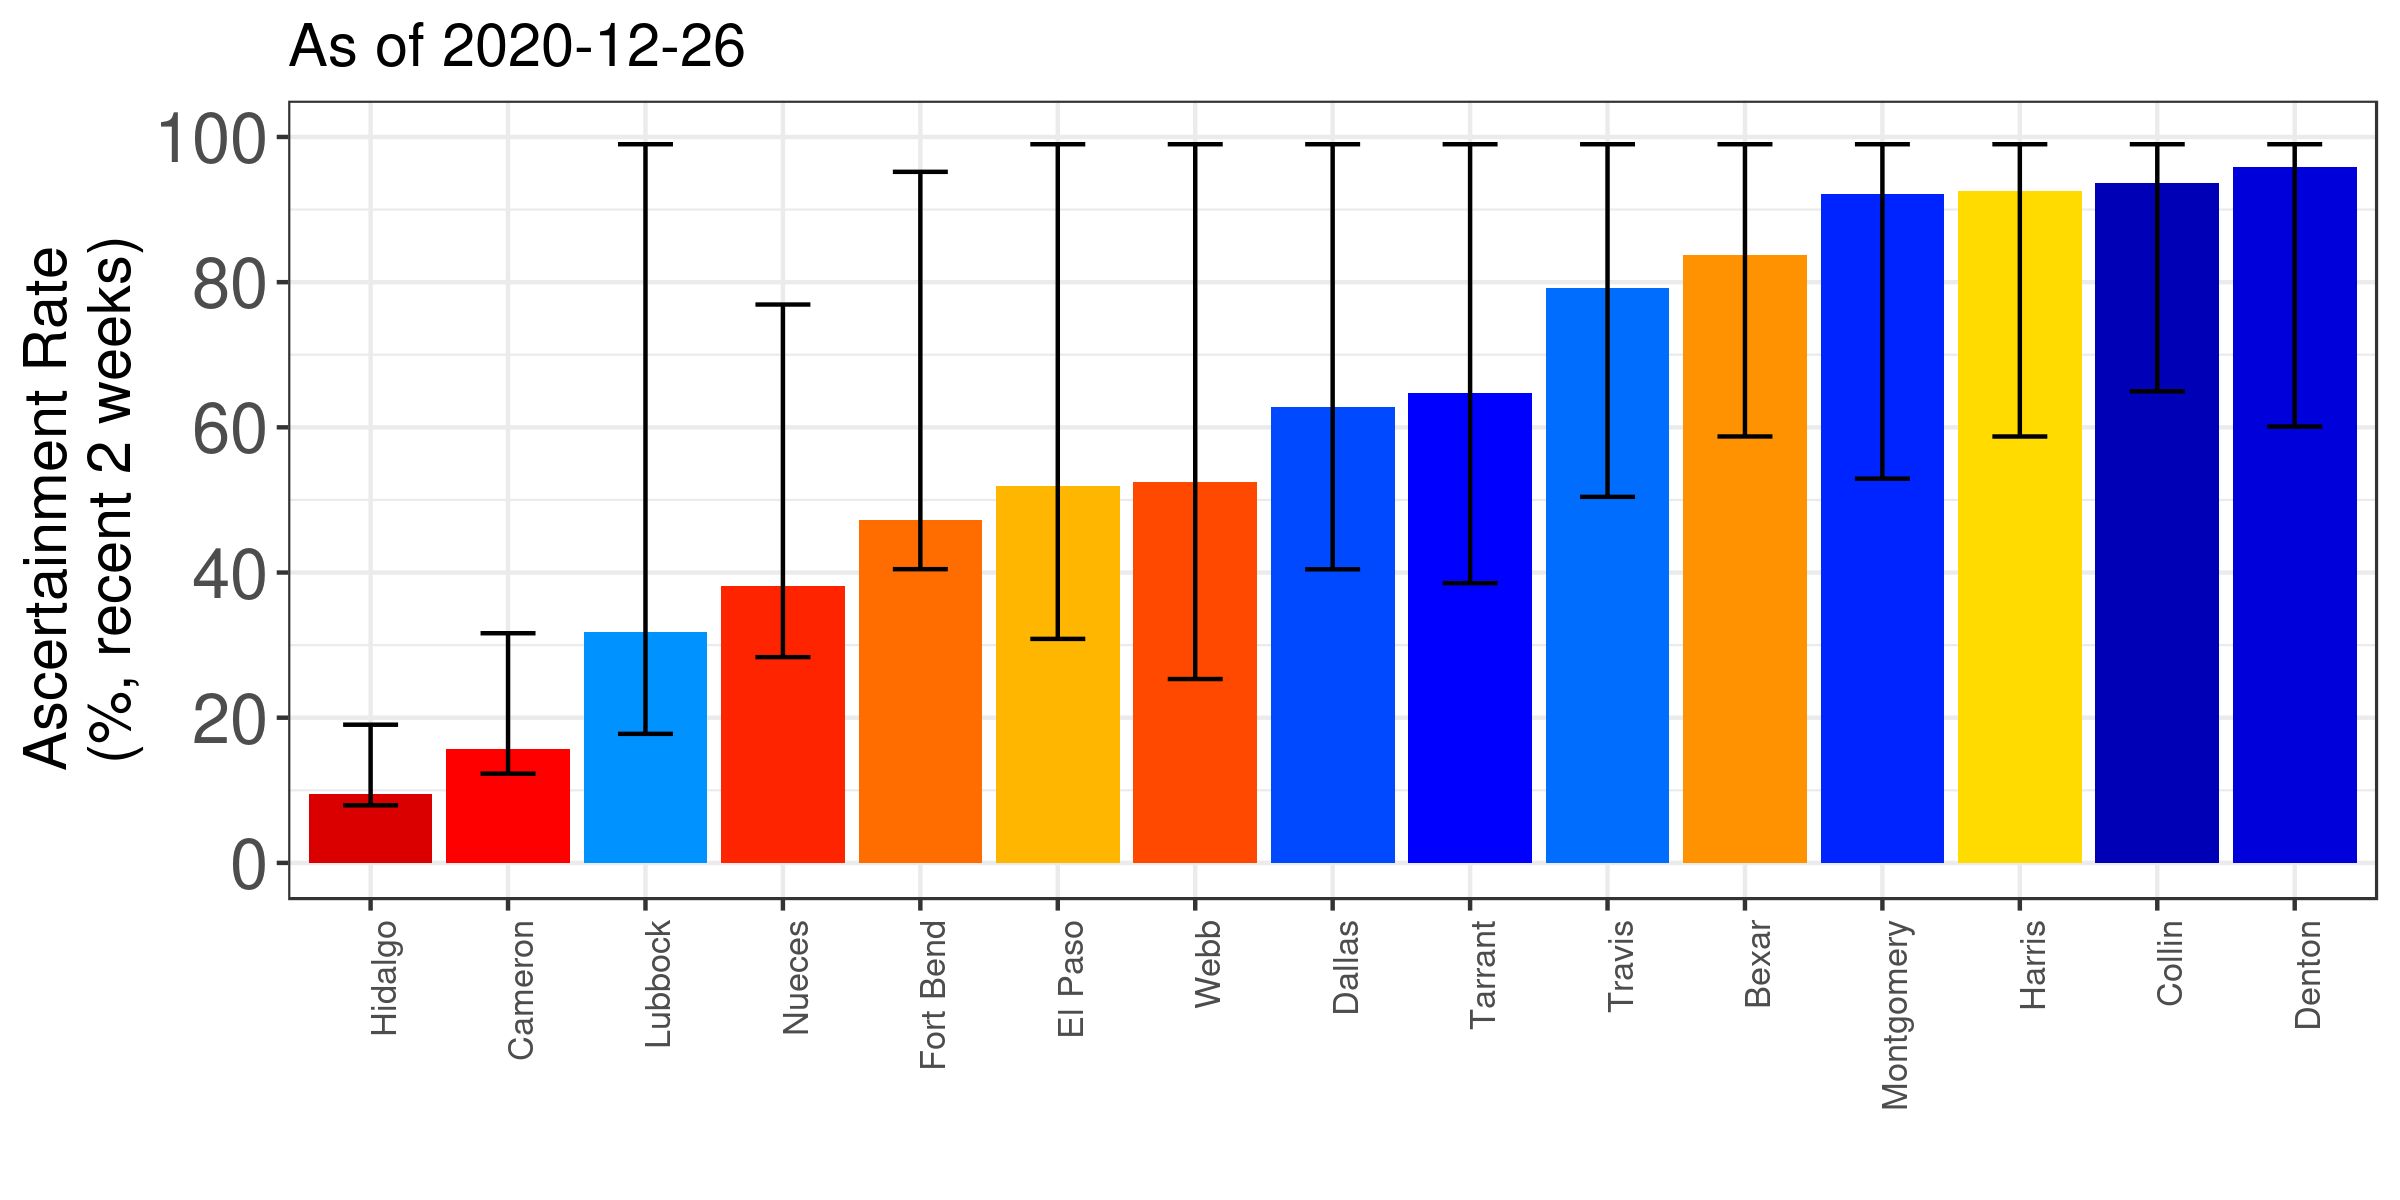 As of 2020-12-26
Ascertainment Rate
(%, recent 2 weeks)
100
80
60
40
20
0
Hidalgo
Cameron
Lubbock
Nueces
Fort Bend
El Paso
Webb
Dallas
Tarrant
Travis
Bexar
Montgomery
Harris
Collin
Denton